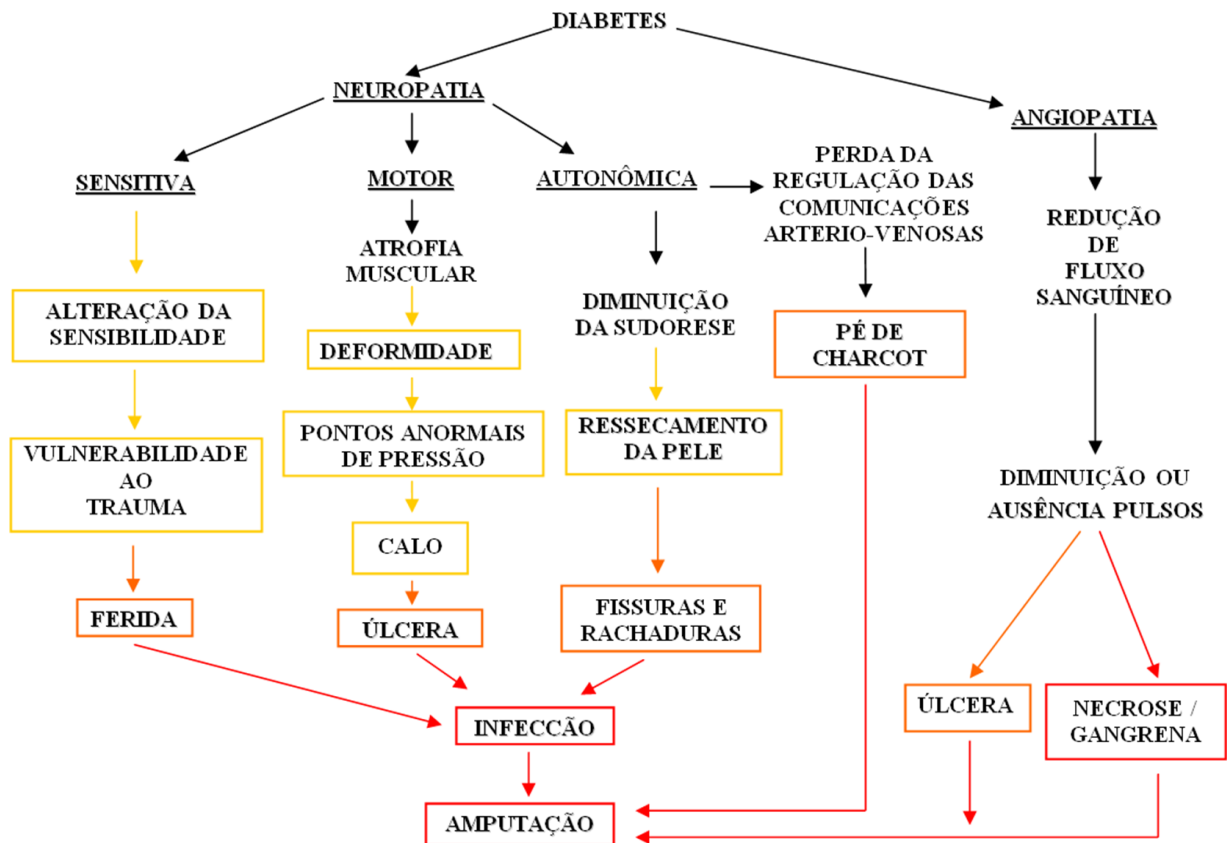 DIABETES
NEUROPATIA
ANGIOPATIA
SENSITIVA
MOTOR
AUTONÔMICA
PERDA DA
REGULAÇÃO DAS
COMUNICAÇÕES
ARTERIO-VENOSAS
ATROFIA
MUSCULAR
REDUÇÃO
DE
FLUXO
SANGUÍNEO
ALTERAÇÃO DA
SENSIBILIDADE
DEFORMIDADE
DIMINUIÇÃO
DA SUDORESE
PÉ DE
CHARCOT
VULNERABILIDADE
AO
TRAUMA
PONTOS ANORMAIS
DE PRESSÃO
RESSECAMENTO
DA PELE
DIMINUIÇÃO OU
AUSÊNCIA PULSOS
CALO
FERIDA
ÚLCERA
FISSURAS E
RACHADURAS
INFECCÃO
ÚLCERA
NECROSE /
GANGRENA
AMPUTAÇÃO